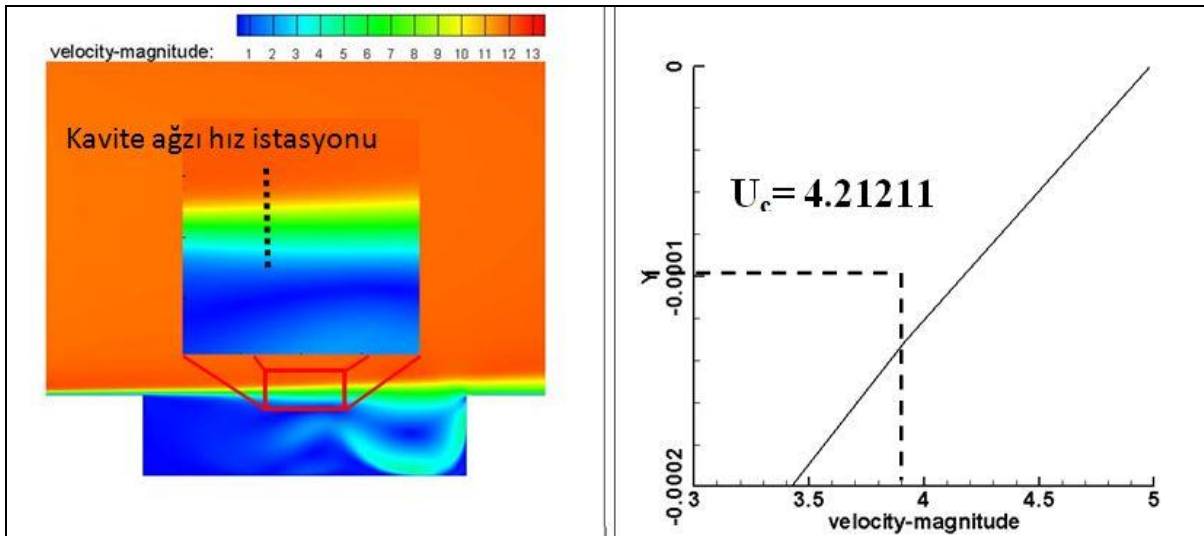 velocity-magnitude: 1 2 3 4 5 6 7 8 9 10 11 12 13
Kavite ağzı hız istasyonu
0
U_c= 4.21211
-0.0001
Y
-0.0002
3 3.5 4 4.5 5
velocity-magnitude